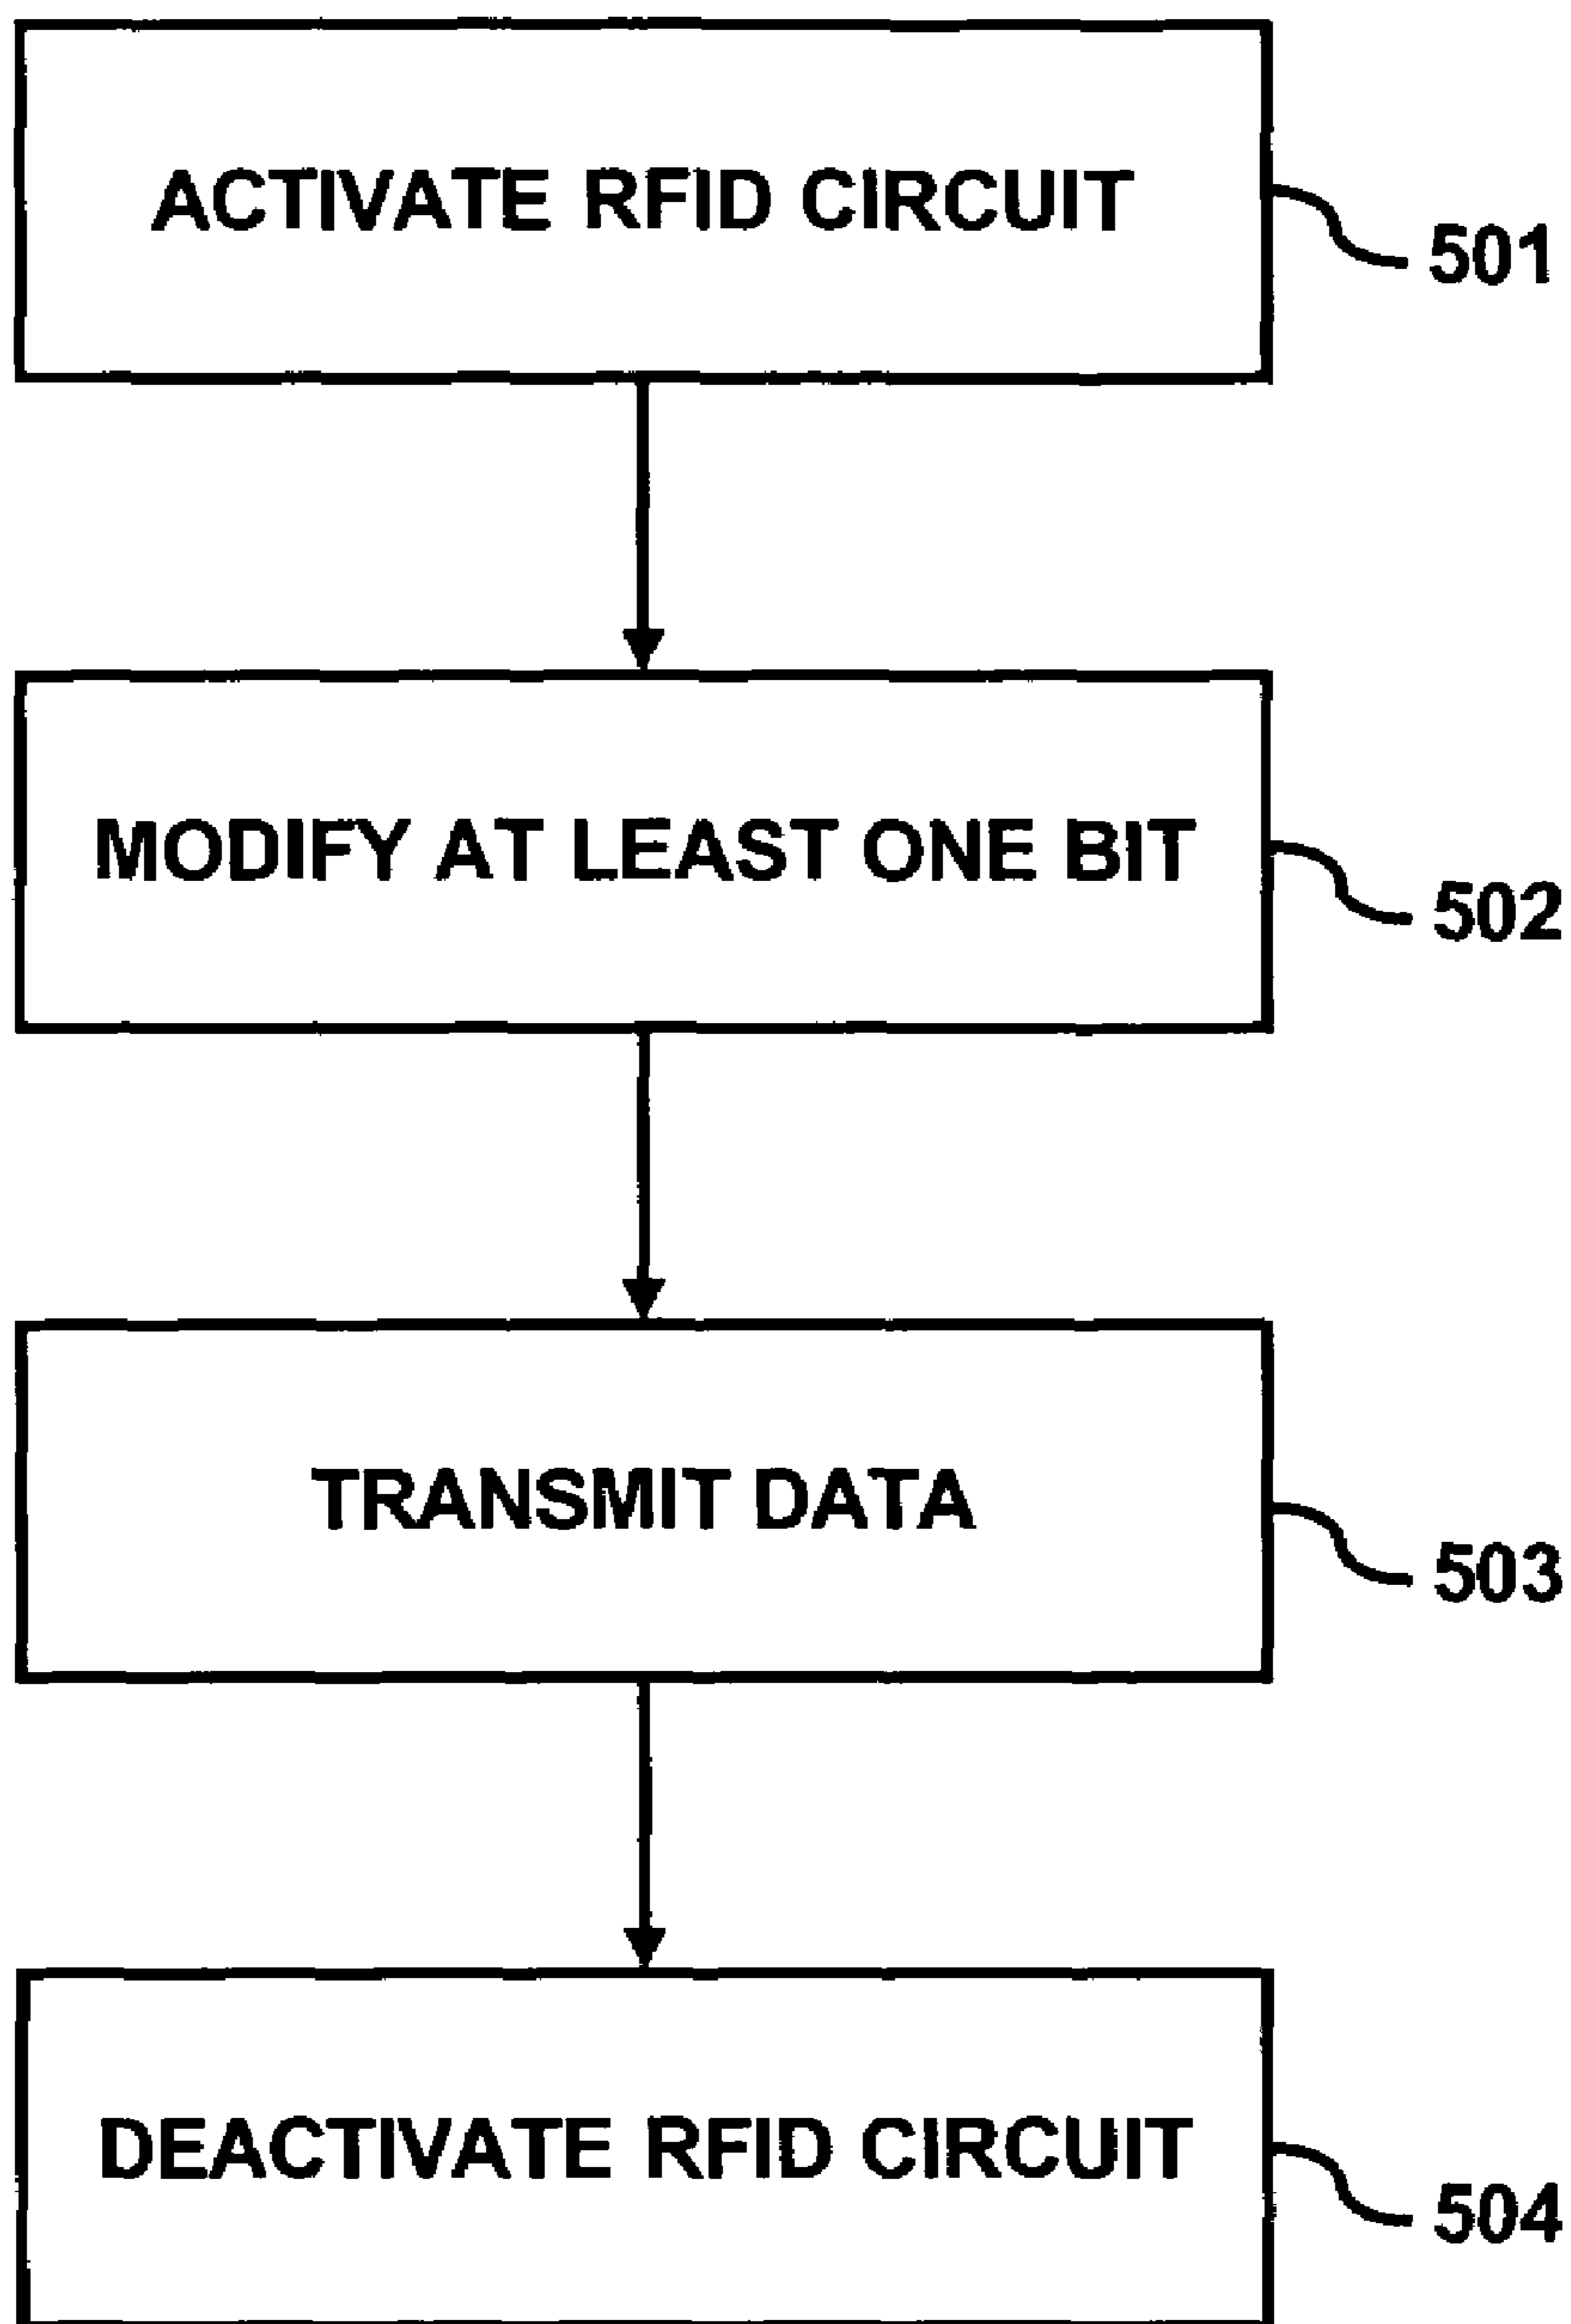 ACTIVATE RFID CIRCUIT
501
MODIFY AT LEAST ONE BIT
502
TRANSMIT DATA
503
DEACTIVATE RFID CIRCUIT
504